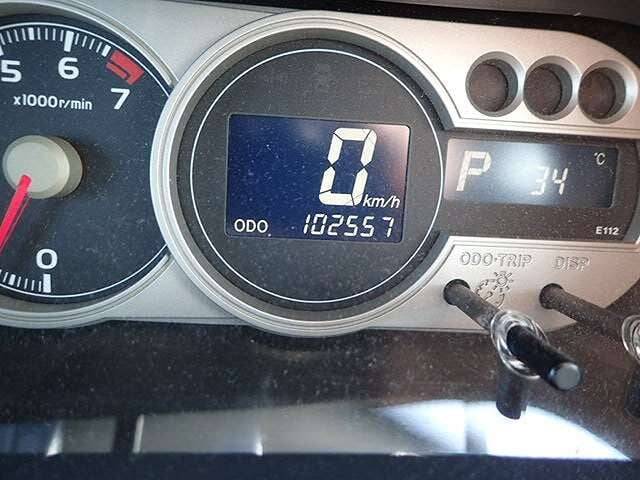 5 6 7
x1000r/min
0
0 km/h
ODO 102557
P 34 °C
E112
ODO·TRIP DISP